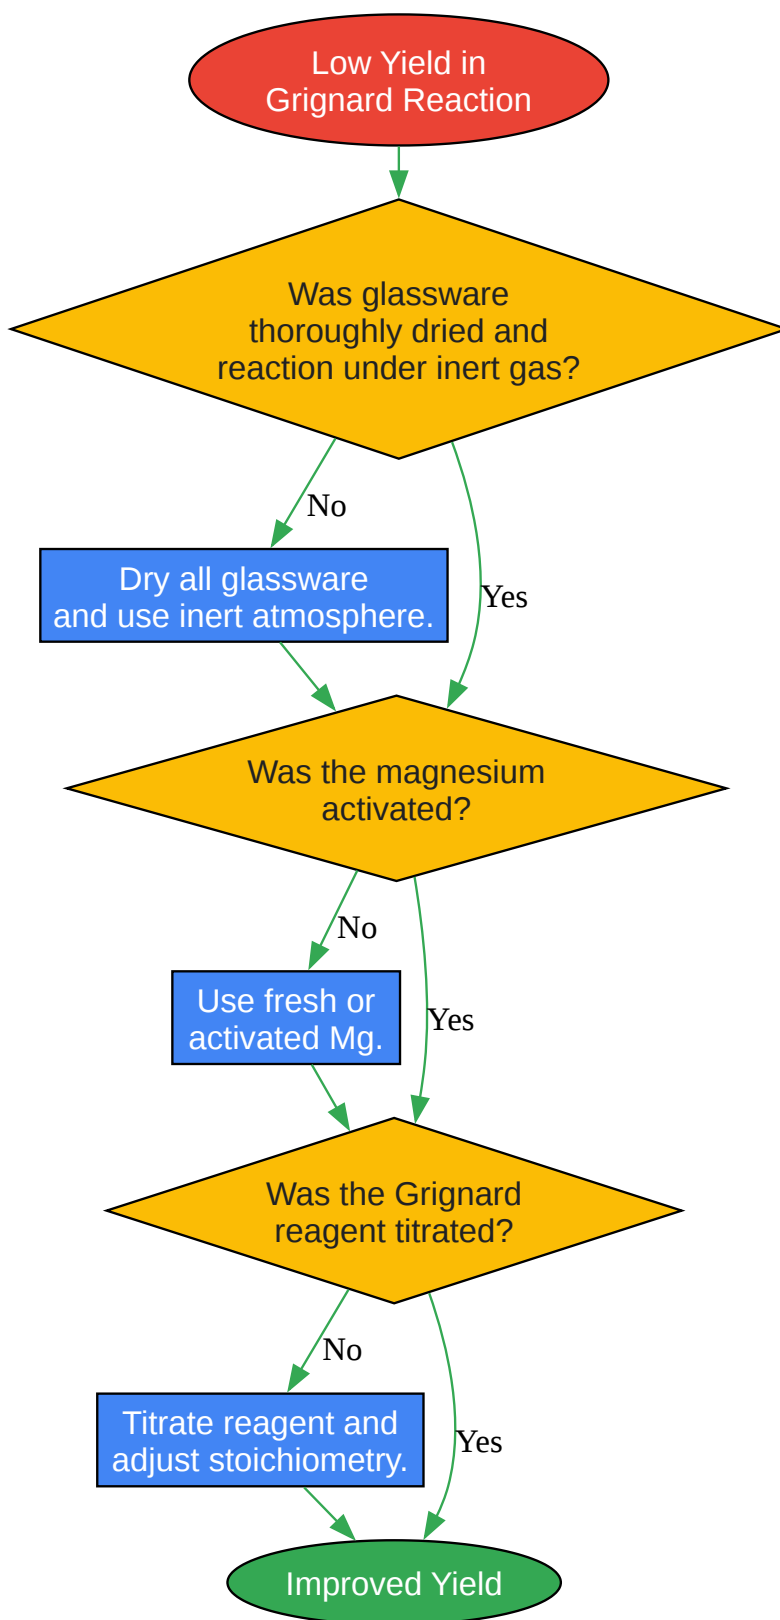 Low Yield in
Grignard Reaction
Was glassware
thoroughly dried and
reaction under inert gas?
No
Dry all glassware
and use inert atmosphere.
Yes
Was the magnesium
activated?
No
Use fresh or
activated Mg.
Yes
Was the Grignard
reagent titrated?
No
Titrate reagent and
adjust stoichiometry.
Yes
Improved Yield